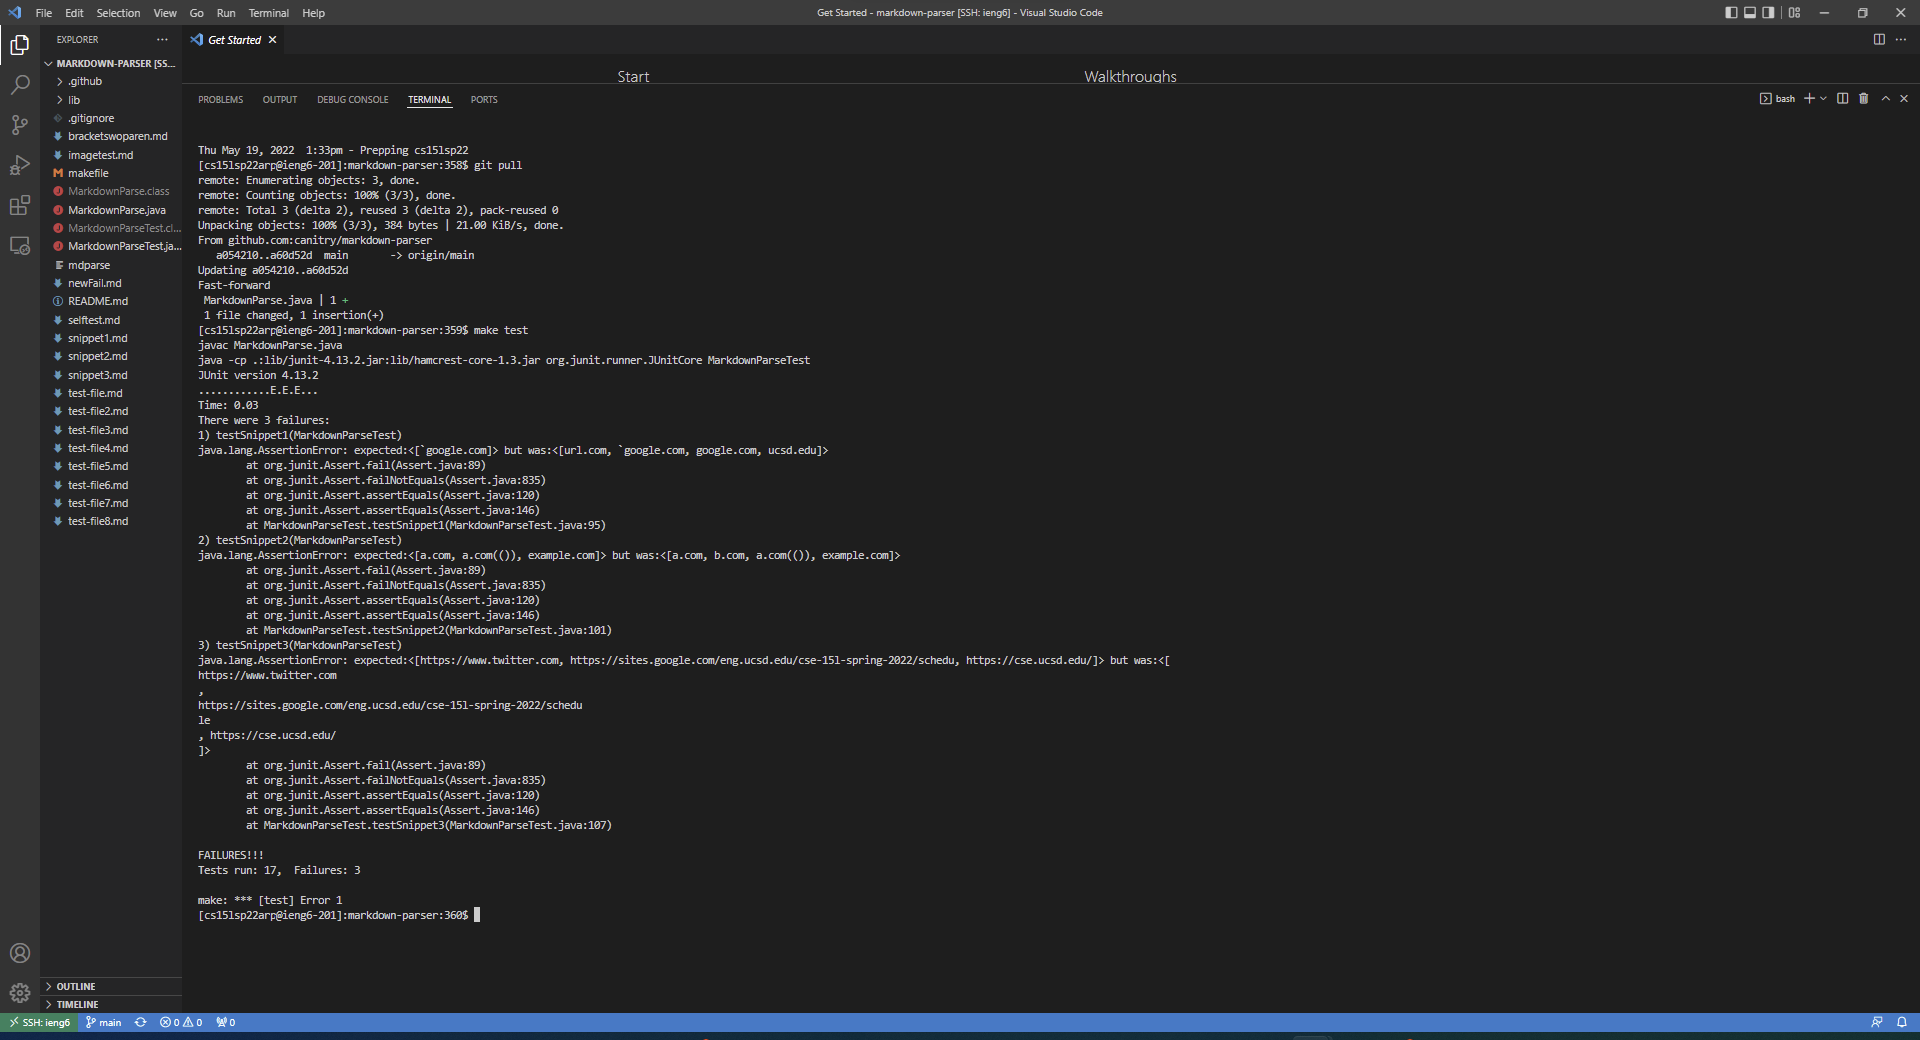 File Edit Selection View Go Run Terminal Help
Get Started - markdown-parser [SSH: ieng6] - Visual Studio Code
EXPLORER
Get Started
MARKDOWN-PARSER [SS...
.github
lib
.gitignore
bracketswoparen.md
imagetest.md
makefile
MarkdownParse.class
MarkdownParse.java
MarkdownParseTest.cl...
MarkdownParseTest.ja...
mdparse
newFail.md
README.md
selftest.md
snippet1.md
snippet2.md
snippet3.md
test-file.md
test-file2.md
test-file3.md
test-file4.md
test-file5.md
test-file6.md
test-file7.md
test-file8.md
OUTLINE
TIMELINE
Start Walkthroughs
PROBLEMS OUTPUT DEBUG CONSOLE TERMINAL PORTS
bash
Thu May 19, 2022  1:33pm - Prepping cs15lsp22
[cs15lsp22arp@ieng6-201]:markdown-parser:358$ git pull
remote: Enumerating objects: 3, done.
remote: Counting objects: 100% (3/3), done.
remote: Total 3 (delta 2), reused 3 (delta 2), pack-reused 0
Unpacking objects: 100% (3/3), 384 bytes | 21.00 KiB/s, done.
From github.com:canitry/markdown-parser
   a054210..a60d52d  main       -> origin/main
Updating a054210..a60d52d
Fast-forward
 MarkdownParse.java | 1 +
 1 file changed, 1 insertion(+)
[cs15lsp22arp@ieng6-201]:markdown-parser:359$ make test
javac MarkdownParse.java
java -cp .:lib/junit-4.13.2.jar:lib/hamcrest-core-1.3.jar org.junit.runner.JUnitCore MarkdownParseTest
JUnit version 4.13.2
............E.E.E...
Time: 0.03
There were 3 failures:
1) testSnippet1(MarkdownParseTest)
java.lang.AssertionError: expected:<[`google.com]> but was:<[url.com, `google.com, google.com, ucsd.edu]>
        at org.junit.Assert.fail(Assert.java:89)
        at org.junit.Assert.failNotEquals(Assert.java:835)
        at org.junit.Assert.assertEquals(Assert.java:120)
        at org.junit.Assert.assertEquals(Assert.java:146)
        at MarkdownParseTest.testSnippet1(MarkdownParseTest.java:95)
2) testSnippet2(MarkdownParseTest)
java.lang.AssertionError: expected:<[a.com, a.com(()), example.com]> but was:<[a.com, b.com, a.com(()), example.com]>
        at org.junit.Assert.fail(Assert.java:89)
        at org.junit.Assert.failNotEquals(Assert.java:835)
        at org.junit.Assert.assertEquals(Assert.java:120)
        at org.junit.Assert.assertEquals(Assert.java:146)
        at MarkdownParseTest.testSnippet2(MarkdownParseTest.java:101)
3) testSnippet3(MarkdownParseTest)
java.lang.AssertionError: expected:<[https://www.twitter.com, https://sites.google.com/eng.ucsd.edu/cse-15l-spring-2022/schedu, https://cse.ucsd.edu/]> but was:<[
https://www.twitter.com
,
https://sites.google.com/eng.ucsd.edu/cse-15l-spring-2022/schedu
le
, https://cse.ucsd.edu/
]>
        at org.junit.Assert.fail(Assert.java:89)
        at org.junit.Assert.failNotEquals(Assert.java:835)
        at org.junit.Assert.assertEquals(Assert.java:120)
        at org.junit.Assert.assertEquals(Assert.java:146)
        at MarkdownParseTest.testSnippet3(MarkdownParseTest.java:107)
FAILURES!!!
Tests run: 17,  Failures: 3
make: *** [test] Error 1
[cs15lsp22arp@ieng6-201]:markdown-parser:360$
SSH: ieng6 main 0 0 0